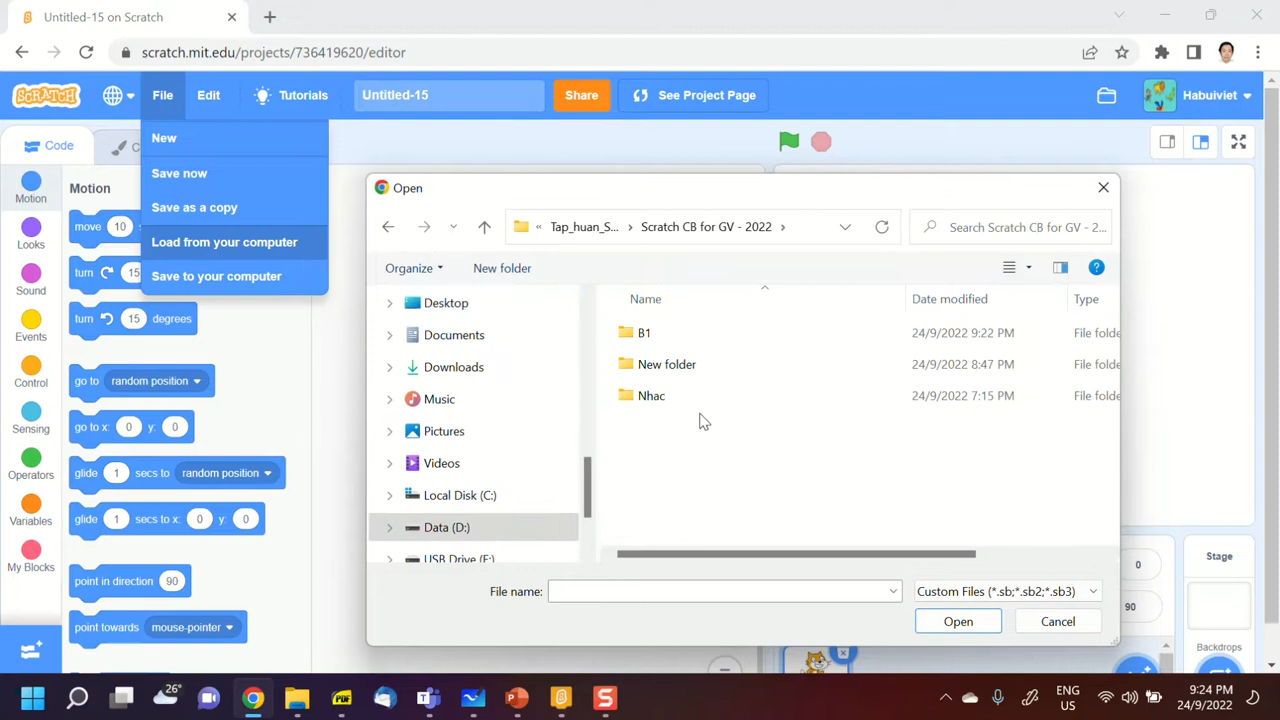 Untitled-15 on Scratch
scratch.mit.edu/projects/736419620/editor
SCRATCH File Edit Tutorials Untitled-15 Share See Project Page Habuiviet
Code C
New
Save now
Save as a copy
Load from your computer
Save to your computer
Motion
Looks
Sound
Events
Control
Sensing
Operators
Variables
My Blocks
Motion
move 10
turn 15
turn 15 degrees
go to random position
go to x: 0 y: 0
glide 1 secs to random position
glide 1 secs to x: 0 y: 0
point in direction 90
point towards mouse-pointer
Open
« Tap_huan_S... › Scratch CB for GV - 2022 ›
Search Scratch CB for GV - 2...
Organize New folder
Desktop
Documents
Downloads
Music
Pictures
Videos
Local Disk (C:)
Data (D:)
USB Drive (F:)
Name Date modified Type
B1 24/9/2022 9:22 PM File folde
New folder 24/9/2022 8:47 PM File folde
Nhac 24/9/2022 7:15 PM File folde
File name: Custom Files (*.sb;*.sb2;*.sb3)
Open Cancel
0
90
Stage
Backdrops
26°
PDF
T
P
S
ENG
US
9:24 PM
24/9/2022